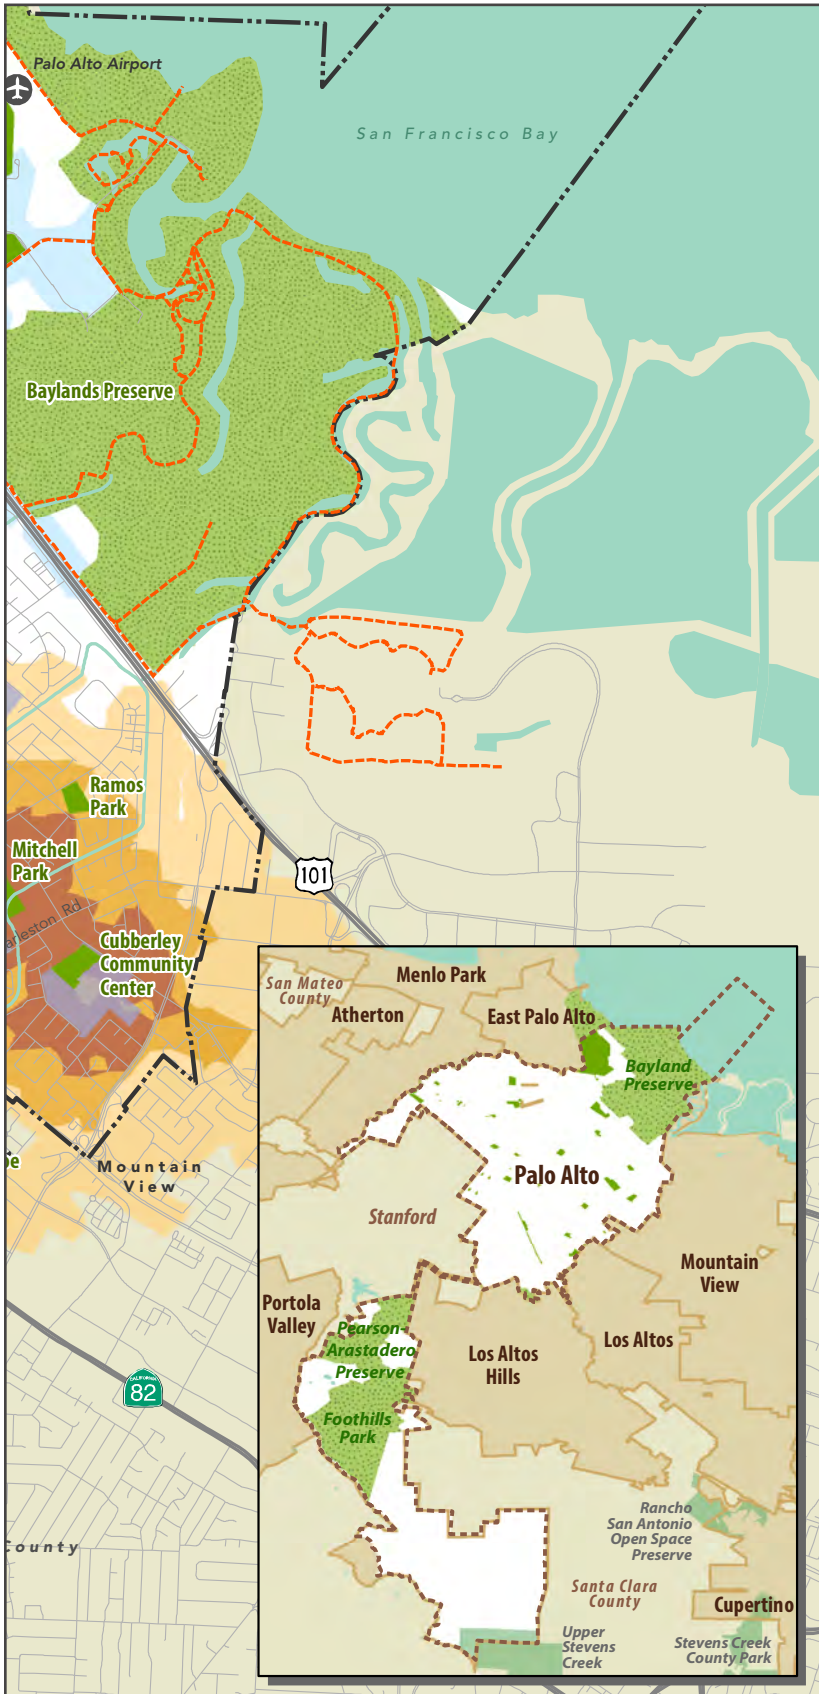 Palo Alto Airport
San Francisco Bay
Baylands Preserve
Ramos
Park
Mitchell
Park
arleston Rd
101
Cubberley
Community
Center
Mountain
View
CALIFORNIA
82
County
San Mateo
County
Menlo Park
Atherton
East Palo Alto
Bayland
Preserve
Palo Alto
Stanford
Mountain
View
Portola
Valley
Pearson-
Arastadero
Preserve
Los Altos
Hills
Los Altos
Foothills
Park
Rancho
San Antonio
Open Space
Preserve
Santa Clara
County
Cupertino
Upper
Stevens
Creek
Stevens Creek
County Park